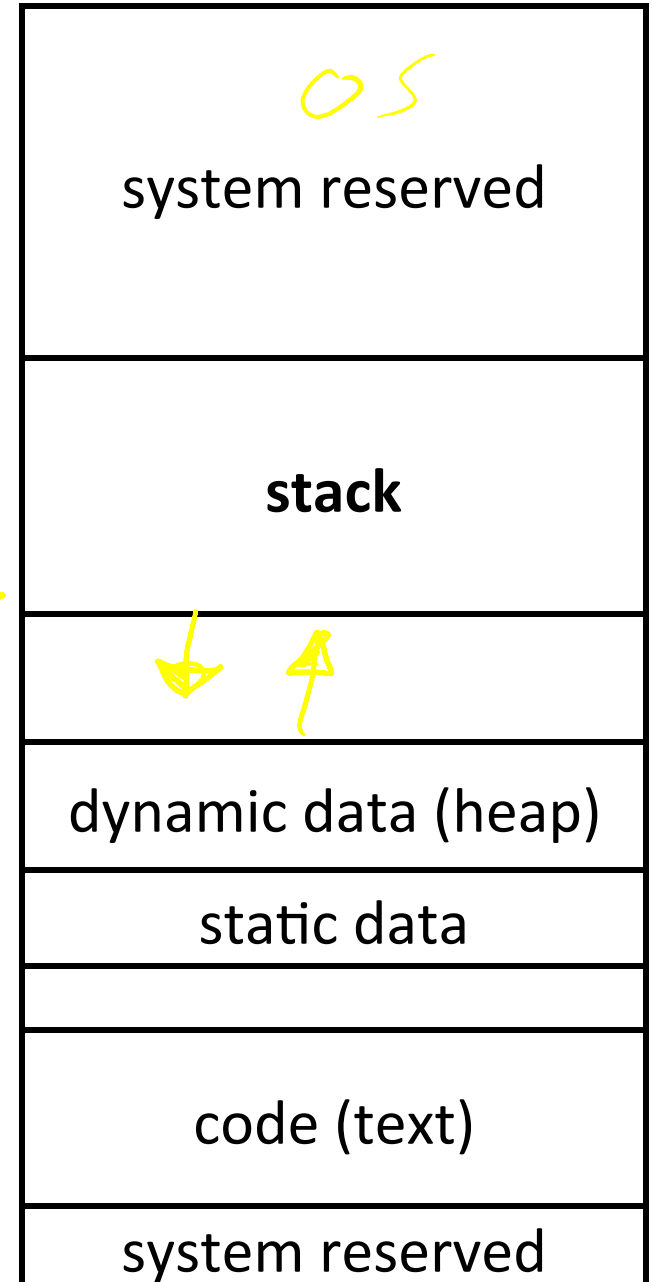 OS
system reserved
stack
dynamic data (heap)
static data
code (text)
system reserved